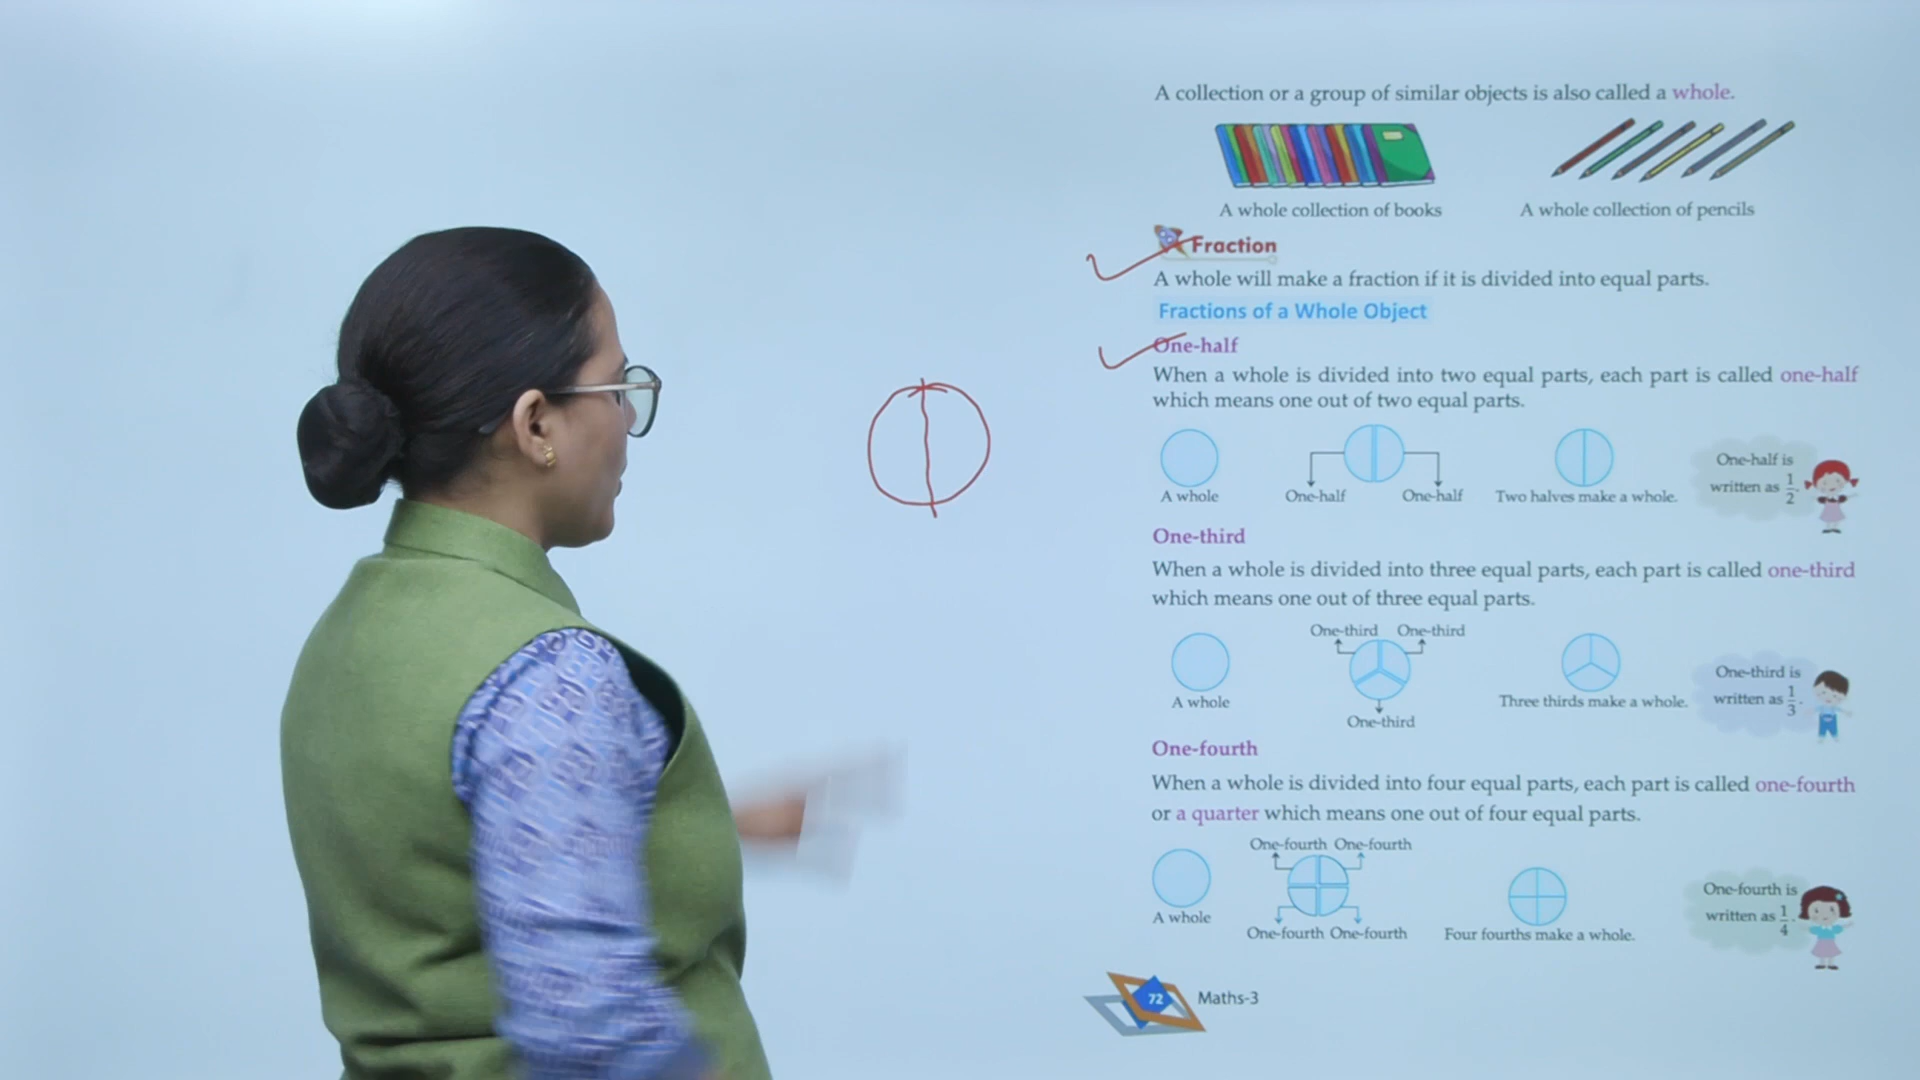 A collection or a group of similar objects is also called a whole.
A whole collection of books
A whole collection of pencils
Fraction
A whole will make a fraction if it is divided into equal parts.
Fractions of a Whole Object
One-half
When a whole is divided into two equal parts, each part is called one-half
which means one out of two equal parts.
A whole
One-half
One-half
Two halves make a whole.
One-half is
written as 1/2.
One-third
When a whole is divided into three equal parts, each part is called one-third
which means one out of three equal parts.
One-third One-third
A whole
One-third
Three thirds make a whole.
One-third is
written as 1/3.
One-fourth
When a whole is divided into four equal parts, each part is called one-fourth
or a quarter which means one out of four equal parts.
One-fourth One-fourth
A whole
One-fourth One-fourth
Four fourths make a whole.
One-fourth is
written as 1/4.
72 Maths-3